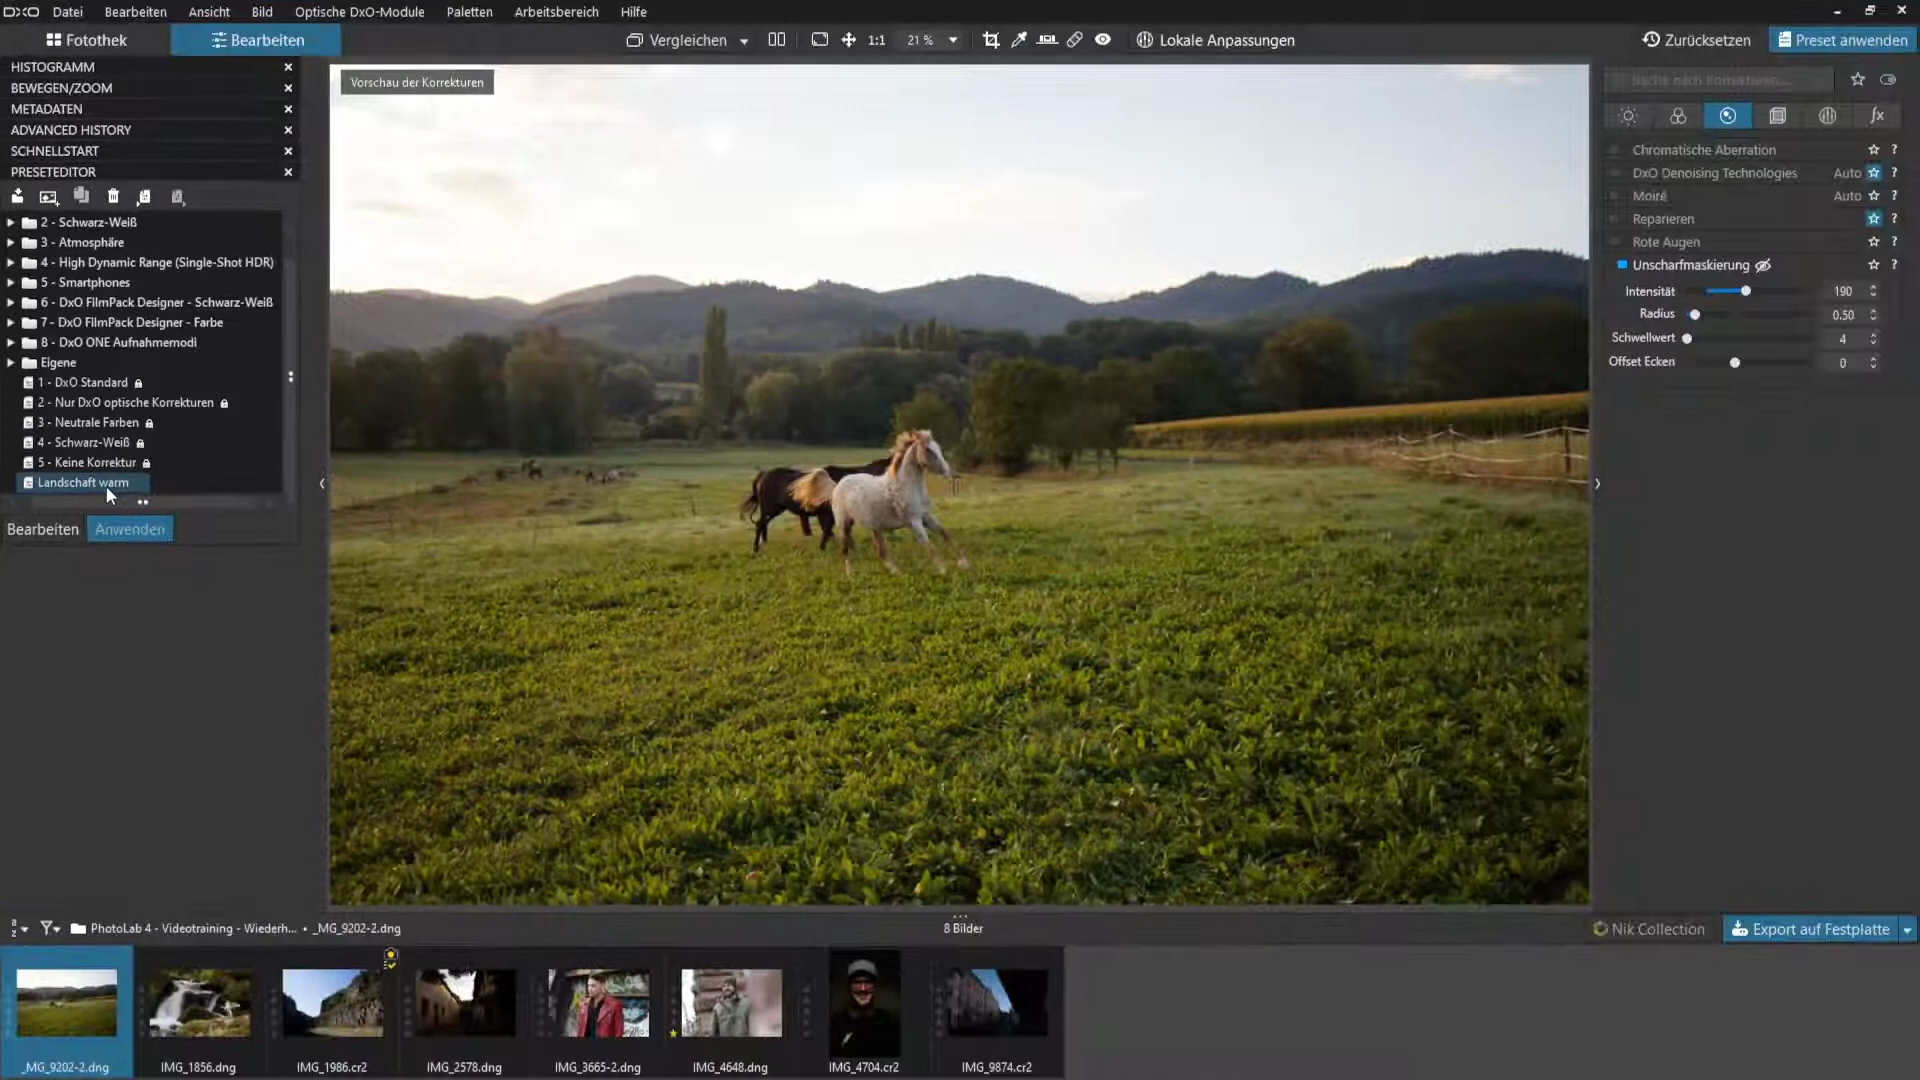 DXO Datei Bearbeiten Ansicht Bild Optische DxO-Module Paletten Arbeitsbereich Hilfe
Fotothek Bearbeiten Vergleichen 1:1 21 % Lokale Anpassungen Zurücksetzen Preset anwenden
HISTOGRAMM
BEWEGEN/ZOOM
METADATEN
ADVANCED HISTORY
SCHNELLSTART
PRESETEDITOR
2 - Schwarz-Weiß
3 - Atmosphäre
4 - High Dynamic Range (Single-Shot HDR)
5 - Smartphones
6 - DxO FilmPack Designer - Schwarz-Weiß
7 - DxO FilmPack Designer - Farbe
8 - DxO ONE Aufnahmemodi
Eigene
1 - DxO Standard
2 - Nur DxO optische Korrekturen
3 - Neutrale Farben
4 - Schwarz-Weiß
5 - Keine Korrektur
Landschaft warm
Bearbeiten Anwenden
Vorschau der Korrekturen
Suche nach Korrekturen...
fx
Chromatische Aberration ?
DxO Denoising Technologies Auto ?
Moiré Auto ?
Reparieren ?
Rote Augen ?
Unscharfmaskierung ?
Intensität 190
Radius 0.50
Schwellwert 4
Offset Ecken 0
PhotoLab 4 - Videotraining - Wiederh... • _MG_9202-2.dng 8 Bilder Nik Collection Export auf Festplatte
_MG_9202-2.dng IMG_1856.dng IMG_1986.cr2 IMG_2578.dng IMG_3665-2.dng IMG_4648.dng IMG_4704.cr2 IMG_9874.cr2